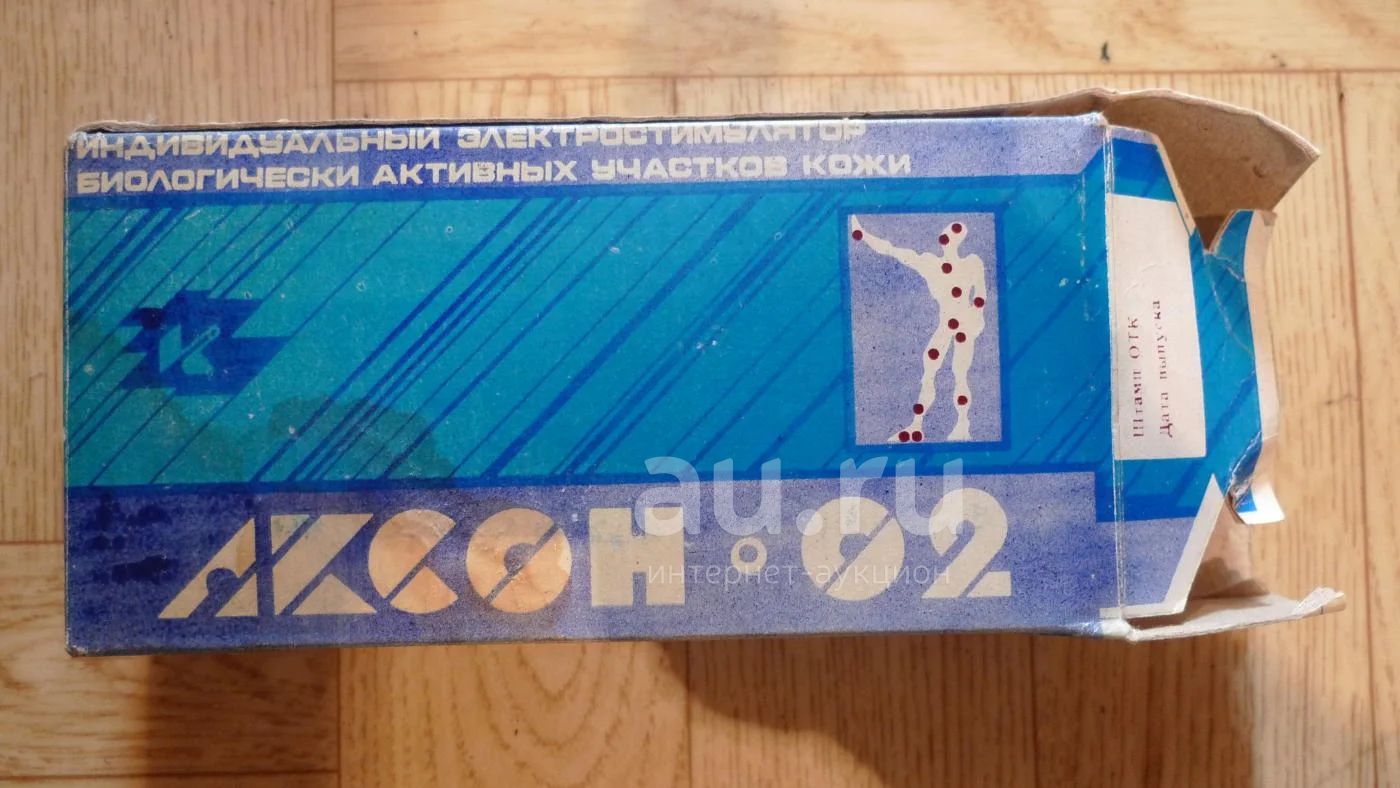 ИНДИВИДУАЛЬНЫЙ ЭЛЕКТРОСТИМУЛЯТОР
БИОЛОГИЧЕСКИ АКТИВНЫХ УЧАСТКОВ КОЖИ
К
АКСОН-02
Штамп ОТК
Дата выпуска
au.ru
интернет-аукцион